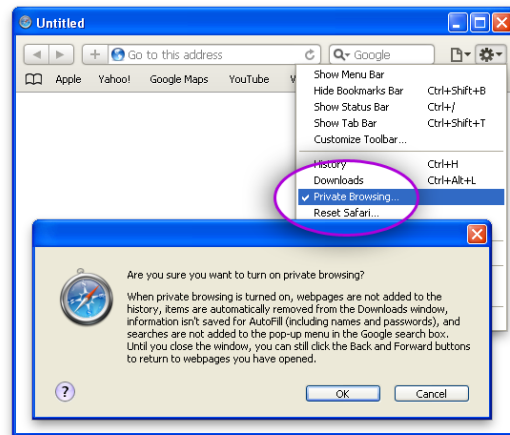 Untitled
Go to this address
Google
Apple Yahoo! Google Maps YouTube
Show Menu Bar
Hide Bookmarks Bar Ctrl+Shift+B
Show Status Bar Ctrl+/
Show Tab Bar Ctrl+Shift+T
Customize Toolbar...
History Ctrl+H
Downloads Ctrl+Alt+L
Private Browsing...
Reset Safari...
Are you sure you want to turn on private browsing?
When private browsing is turned on, webpages are not added to the
history, items are automatically removed from the Downloads window,
information isn't saved for AutoFill (including names and passwords), and
searches are not added to the pop-up menu in the Google search box.
Until you close the window, you can still click the Back and Forward buttons
to return to webpages you have opened.
?
OK Cancel